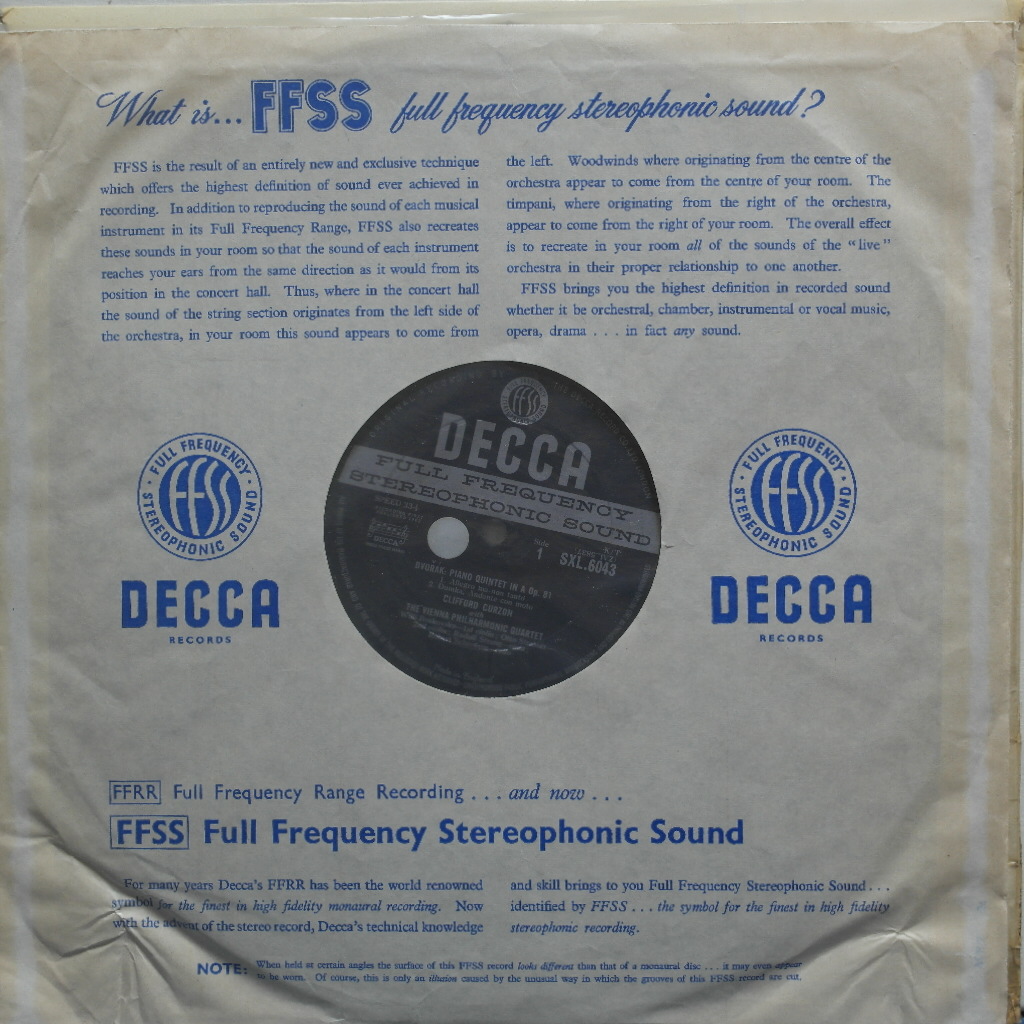 What is... FFSS full frequency stereophonic sound?
FFSS is the result of an entirely new and exclusive technique
which offers the highest definition of sound ever achieved in
recording. In addition to reproducing the sound of each musical
instrument in its Full Frequency Range, FFSS also recreates
these sounds in your room so that the sound of each instrument
reaches your ears from the same direction as it would from its
position in the concert hall. Thus, where in the concert hall
the sound of the string section originates from the left side of
the orchestra, in your room this sound appears to come from
the left. Woodwinds where originating from the centre of the
orchestra appear to come from the centre of your room. The
timpani, where originating from the right of the orchestra,
appear to come from the right of your room. The overall effect
is to recreate in your room all of the sounds of the "live"
orchestra in their proper relationship to one another.
FFSS brings you the highest definition in recorded sound
whether it be orchestral, chamber, instrumental or vocal music,
opera, drama . . . in fact any sound.
FULL FREQUENCY
FFSS
STEREOPHONIC SOUND
DECCA
RECORDS
FFSS
DECCA
FULL FREQUENCY
STEREOPHONIC SOUND
DECCA
Side
1
SXL.6043
DVORAK: PIANO QUINTET IN A Op. 81
1. Allegro ma non tanto
2. Dumka. Andante con moto
CLIFFORD CURZON
with
THE VIENNA PHILHARMONIC QUARTET
FULL FREQUENCY
FFSS
STEREOPHONIC SOUND
DECCA
RECORDS
FFRR Full Frequency Range Recording . . . and now . . .
FFSS Full Frequency Stereophonic Sound
For many years Decca's FFRR has been the world renowned
symbol for the finest in high fidelity monaural recording. Now
with the advent of the stereo record, Decca's technical knowledge
and skill brings to you Full Frequency Stereophonic Sound . . .
identified by FFSS . . . the symbol for the finest in high fidelity
stereophonic recording.
NOTE: When held at certain angles the surface of this FFSS record looks different than that of a monaural disc . . . it may even appear
to be worn. Of course, this is only an illusion caused by the unusual way in which the grooves of this FFSS record are cut.